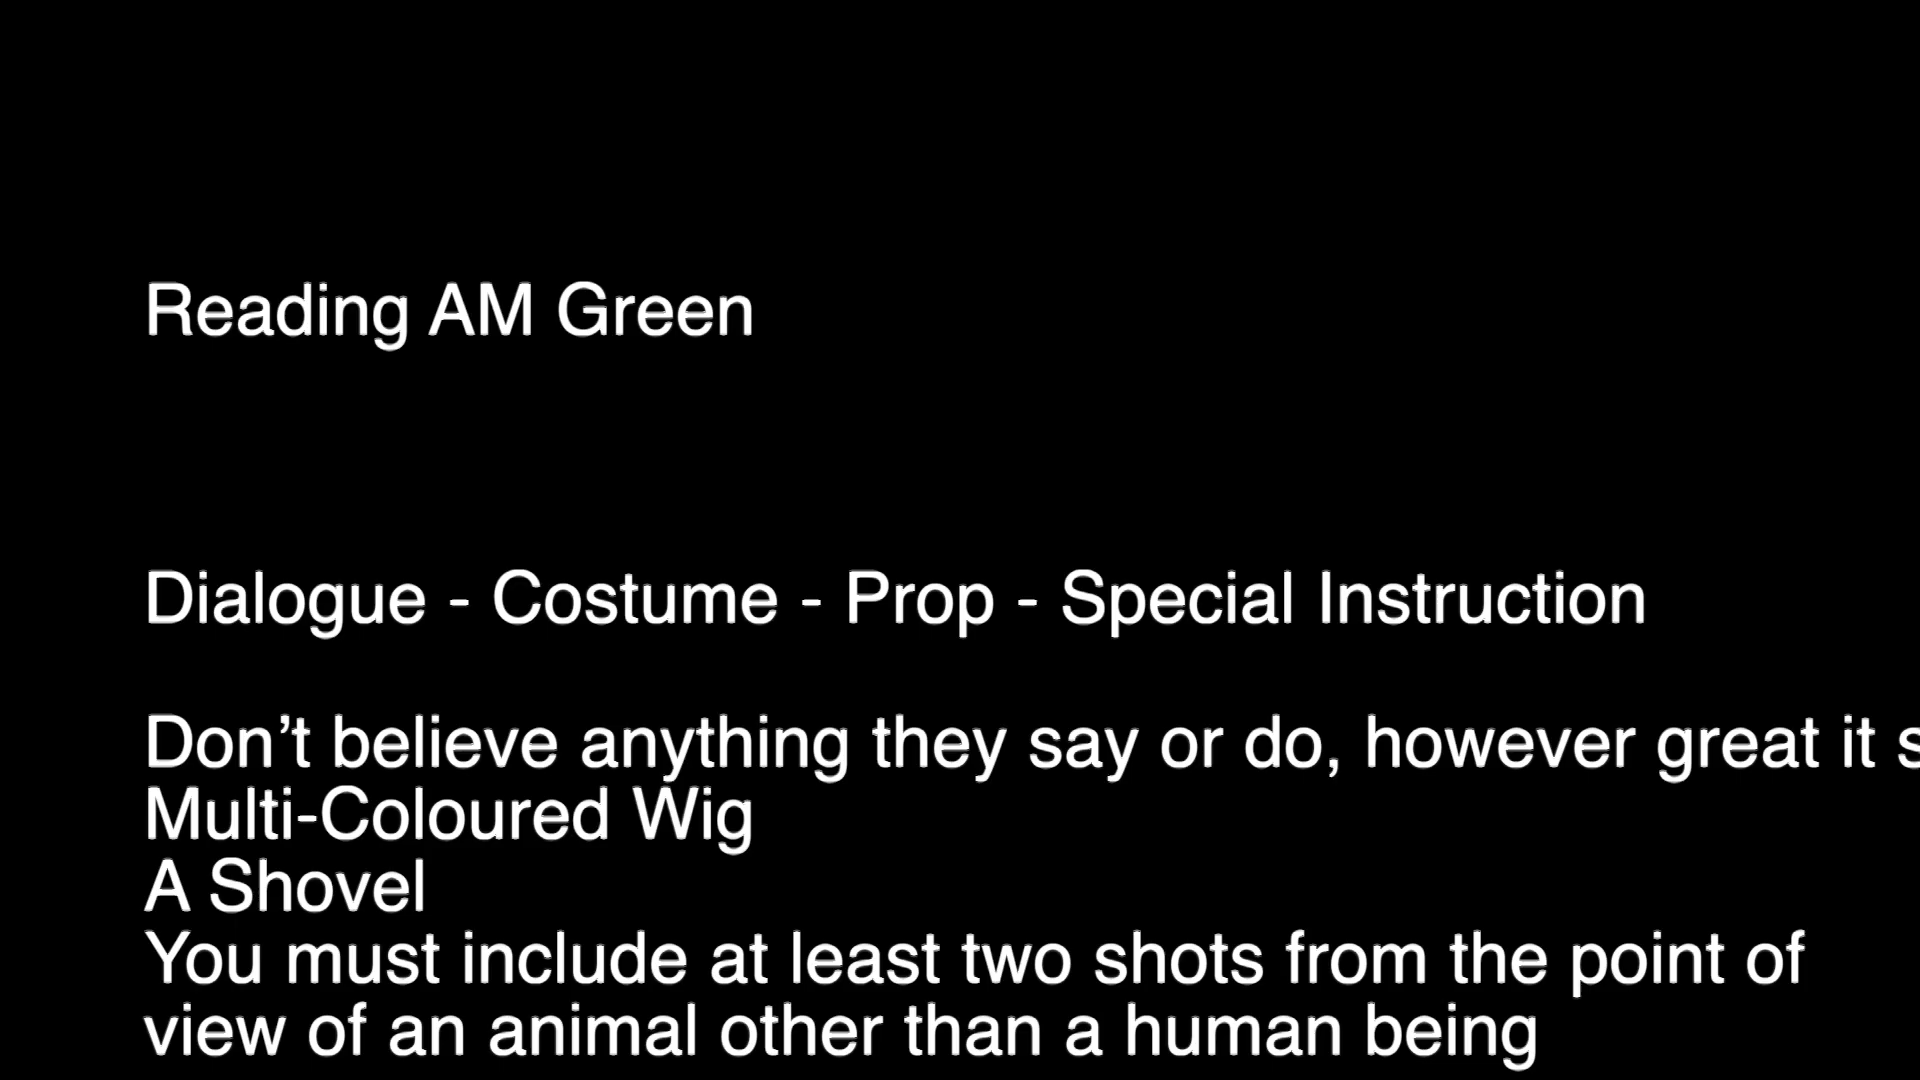 Reading AM Green
Dialogue - Costume - Prop - Special Instruction
Don’t believe anything they say or do, however great it
Multi-Coloured Wig
A Shovel
You must include at least two shots from the point of
view of an animal other than a human being